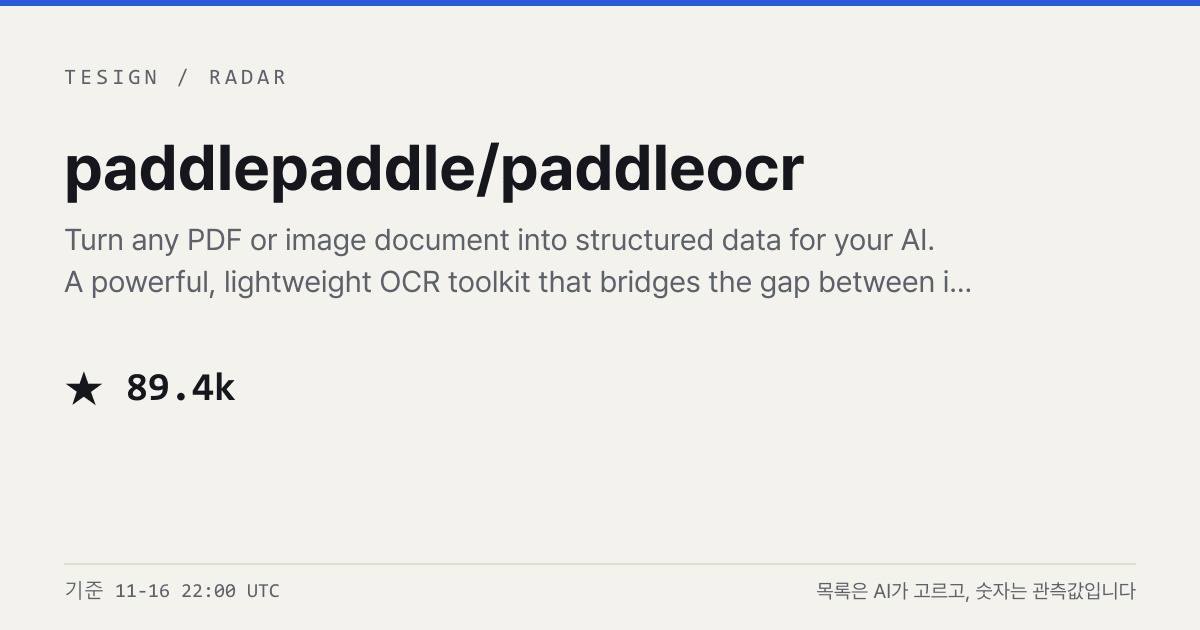 TESIGN / RADAR
paddlepaddle/paddleocr
Turn any PDF or image document into structured data for your AI.
A powerful, lightweight OCR toolkit that bridges the gap between i...
★ 89.4k
기준 11-16 22:00 UTC
목록은 AI가 고르고, 숫자는 관측값입니다